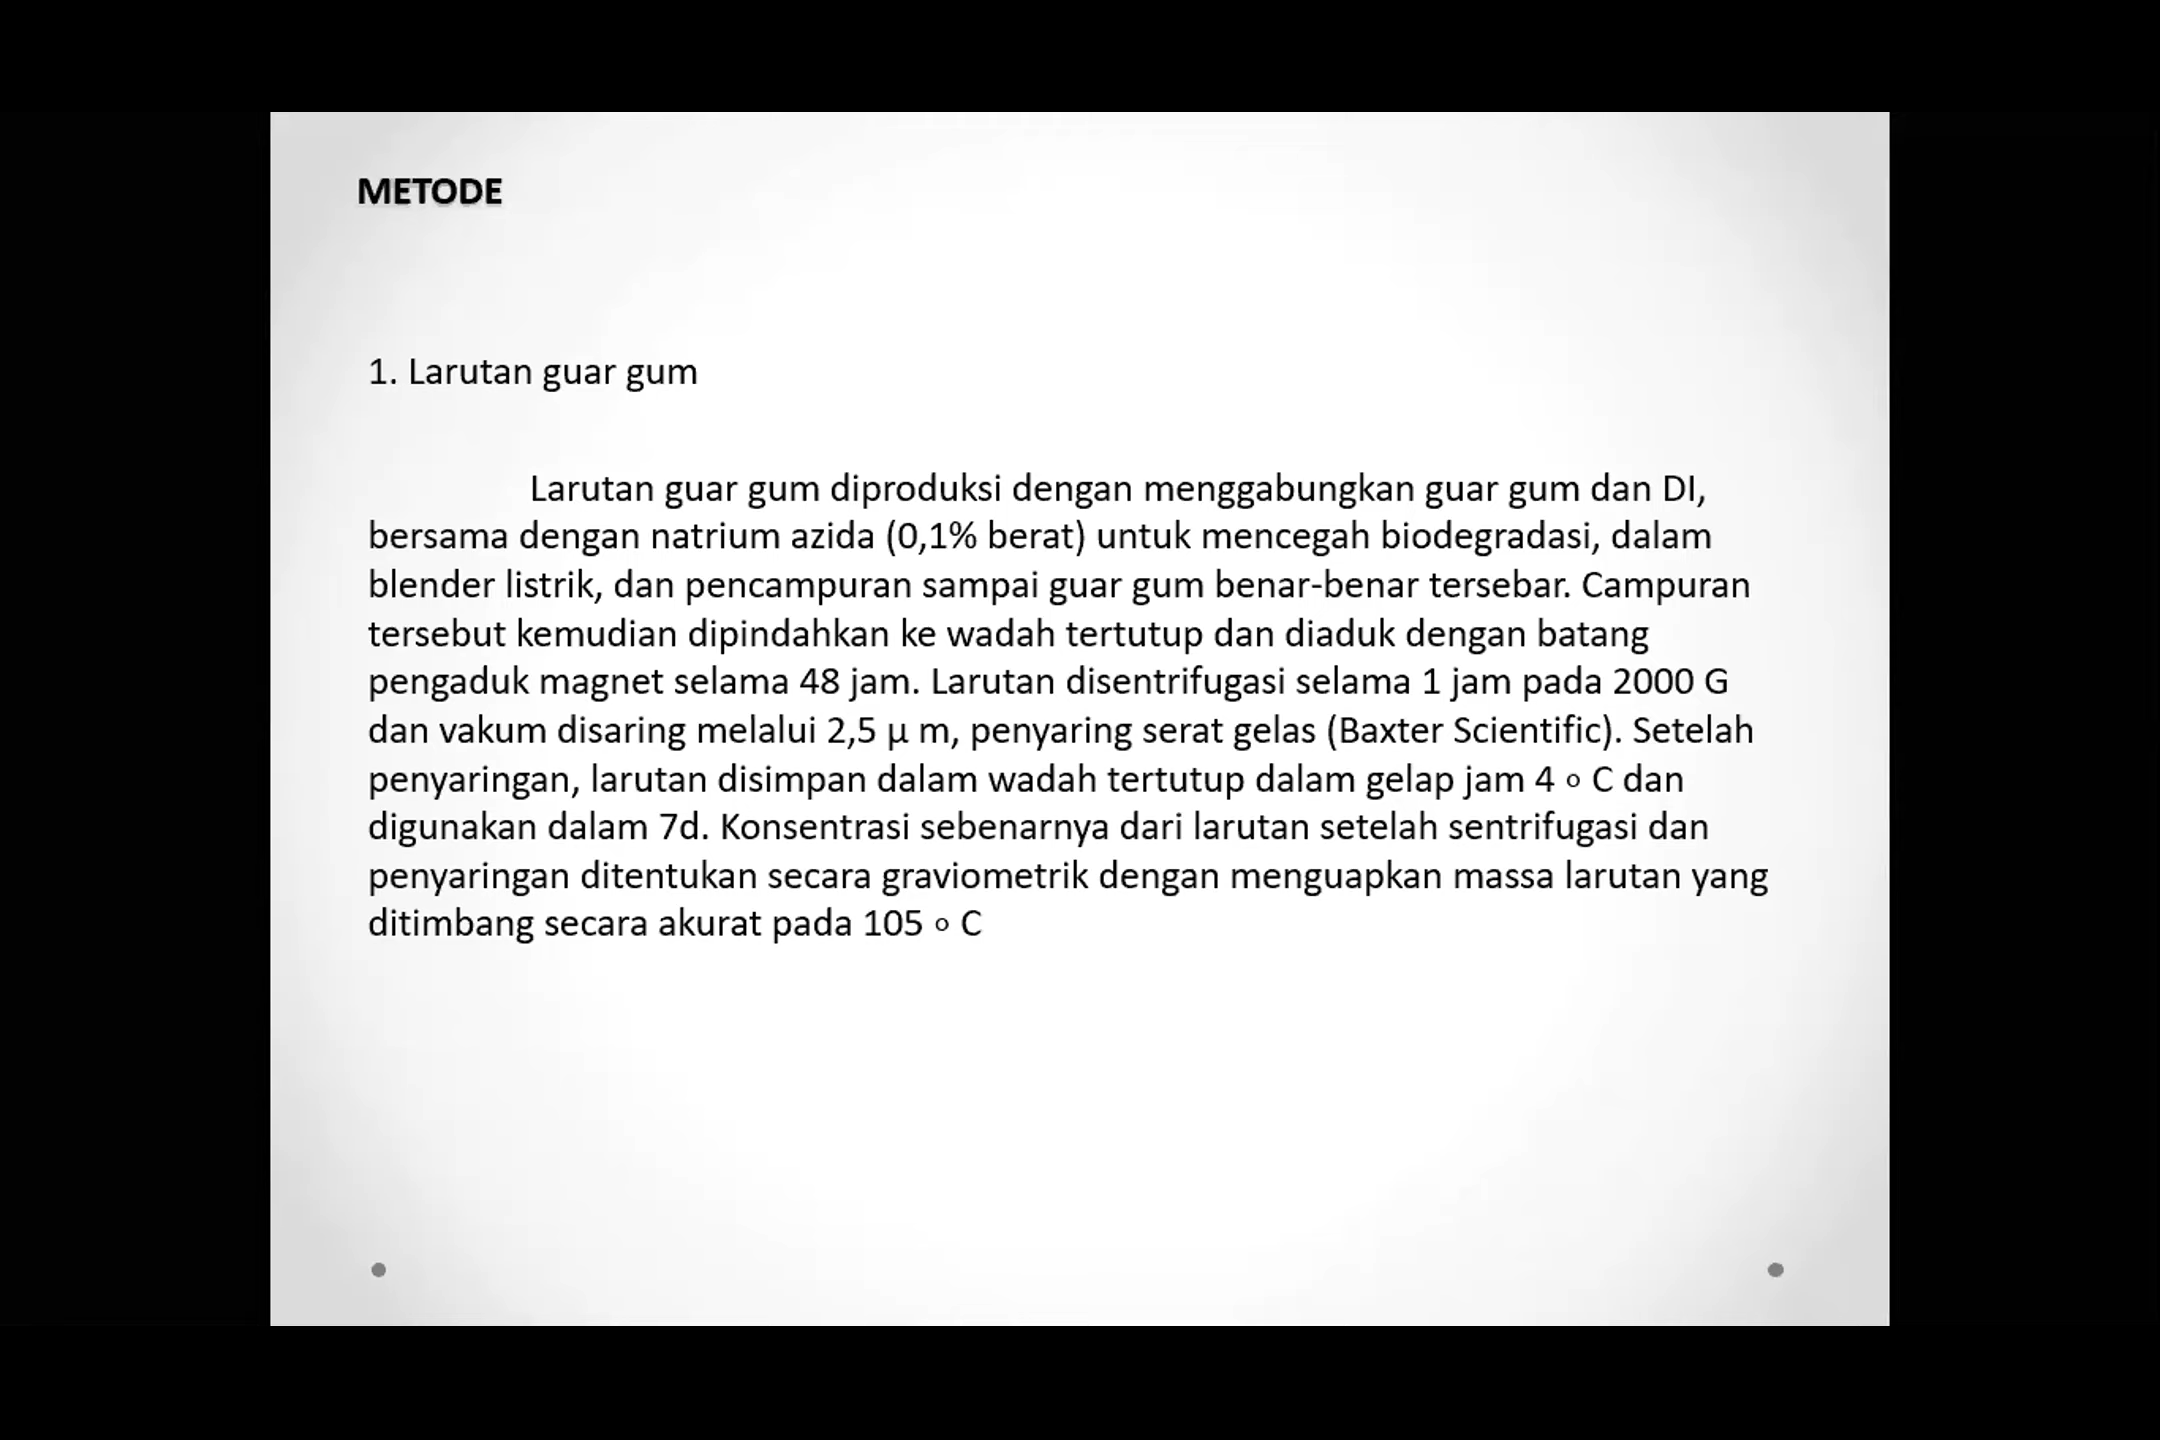 METODE
1. Larutan guar gum
Larutan guar gum diproduksi dengan menggabungkan guar gum dan DI,
bersama dengan natrium azida (0,1% berat) untuk mencegah biodegradasi, dalam
blender listrik, dan pencampuran sampai guar gum benar-benar tersebar. Campuran
tersebut kemudian dipindahkan ke wadah tertutup dan diaduk dengan batang
pengaduk magnet selama 48 jam. Larutan disentrifugasi selama 1 jam pada 2000 G
dan vakum disaring melalui 2,5 µ m, penyaring serat gelas (Baxter Scientific). Setelah
penyaringan, larutan disimpan dalam wadah tertutup dalam gelap jam 4 ∘ C dan
digunakan dalam 7d. Konsentrasi sebenarnya dari larutan setelah sentrifugasi dan
penyaringan ditentukan secara graviometrik dengan menguapkan massa larutan yang
ditimbang secara akurat pada 105 ∘ C